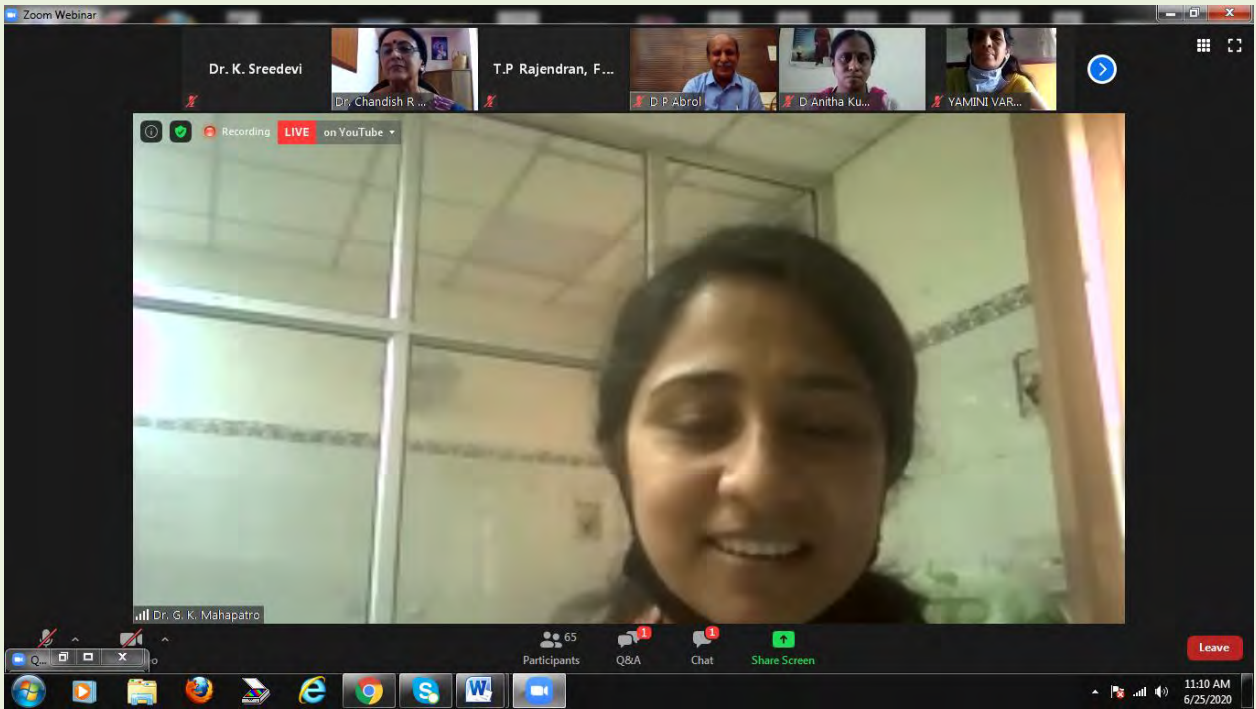 Zoom Webinar
Dr. K. Sreedevi
Dr. Chandish R ...
T.P Rajendran, F...
D P Abrol
D Anitha Ku...
YAMINI VAR...
Recording LIVE on YouTube
Dr. G. K. Mahapatro
65
Participants
1
Q&A
1
Chat
Share Screen
Leave
Q...
11:10 AM
6/25/2020